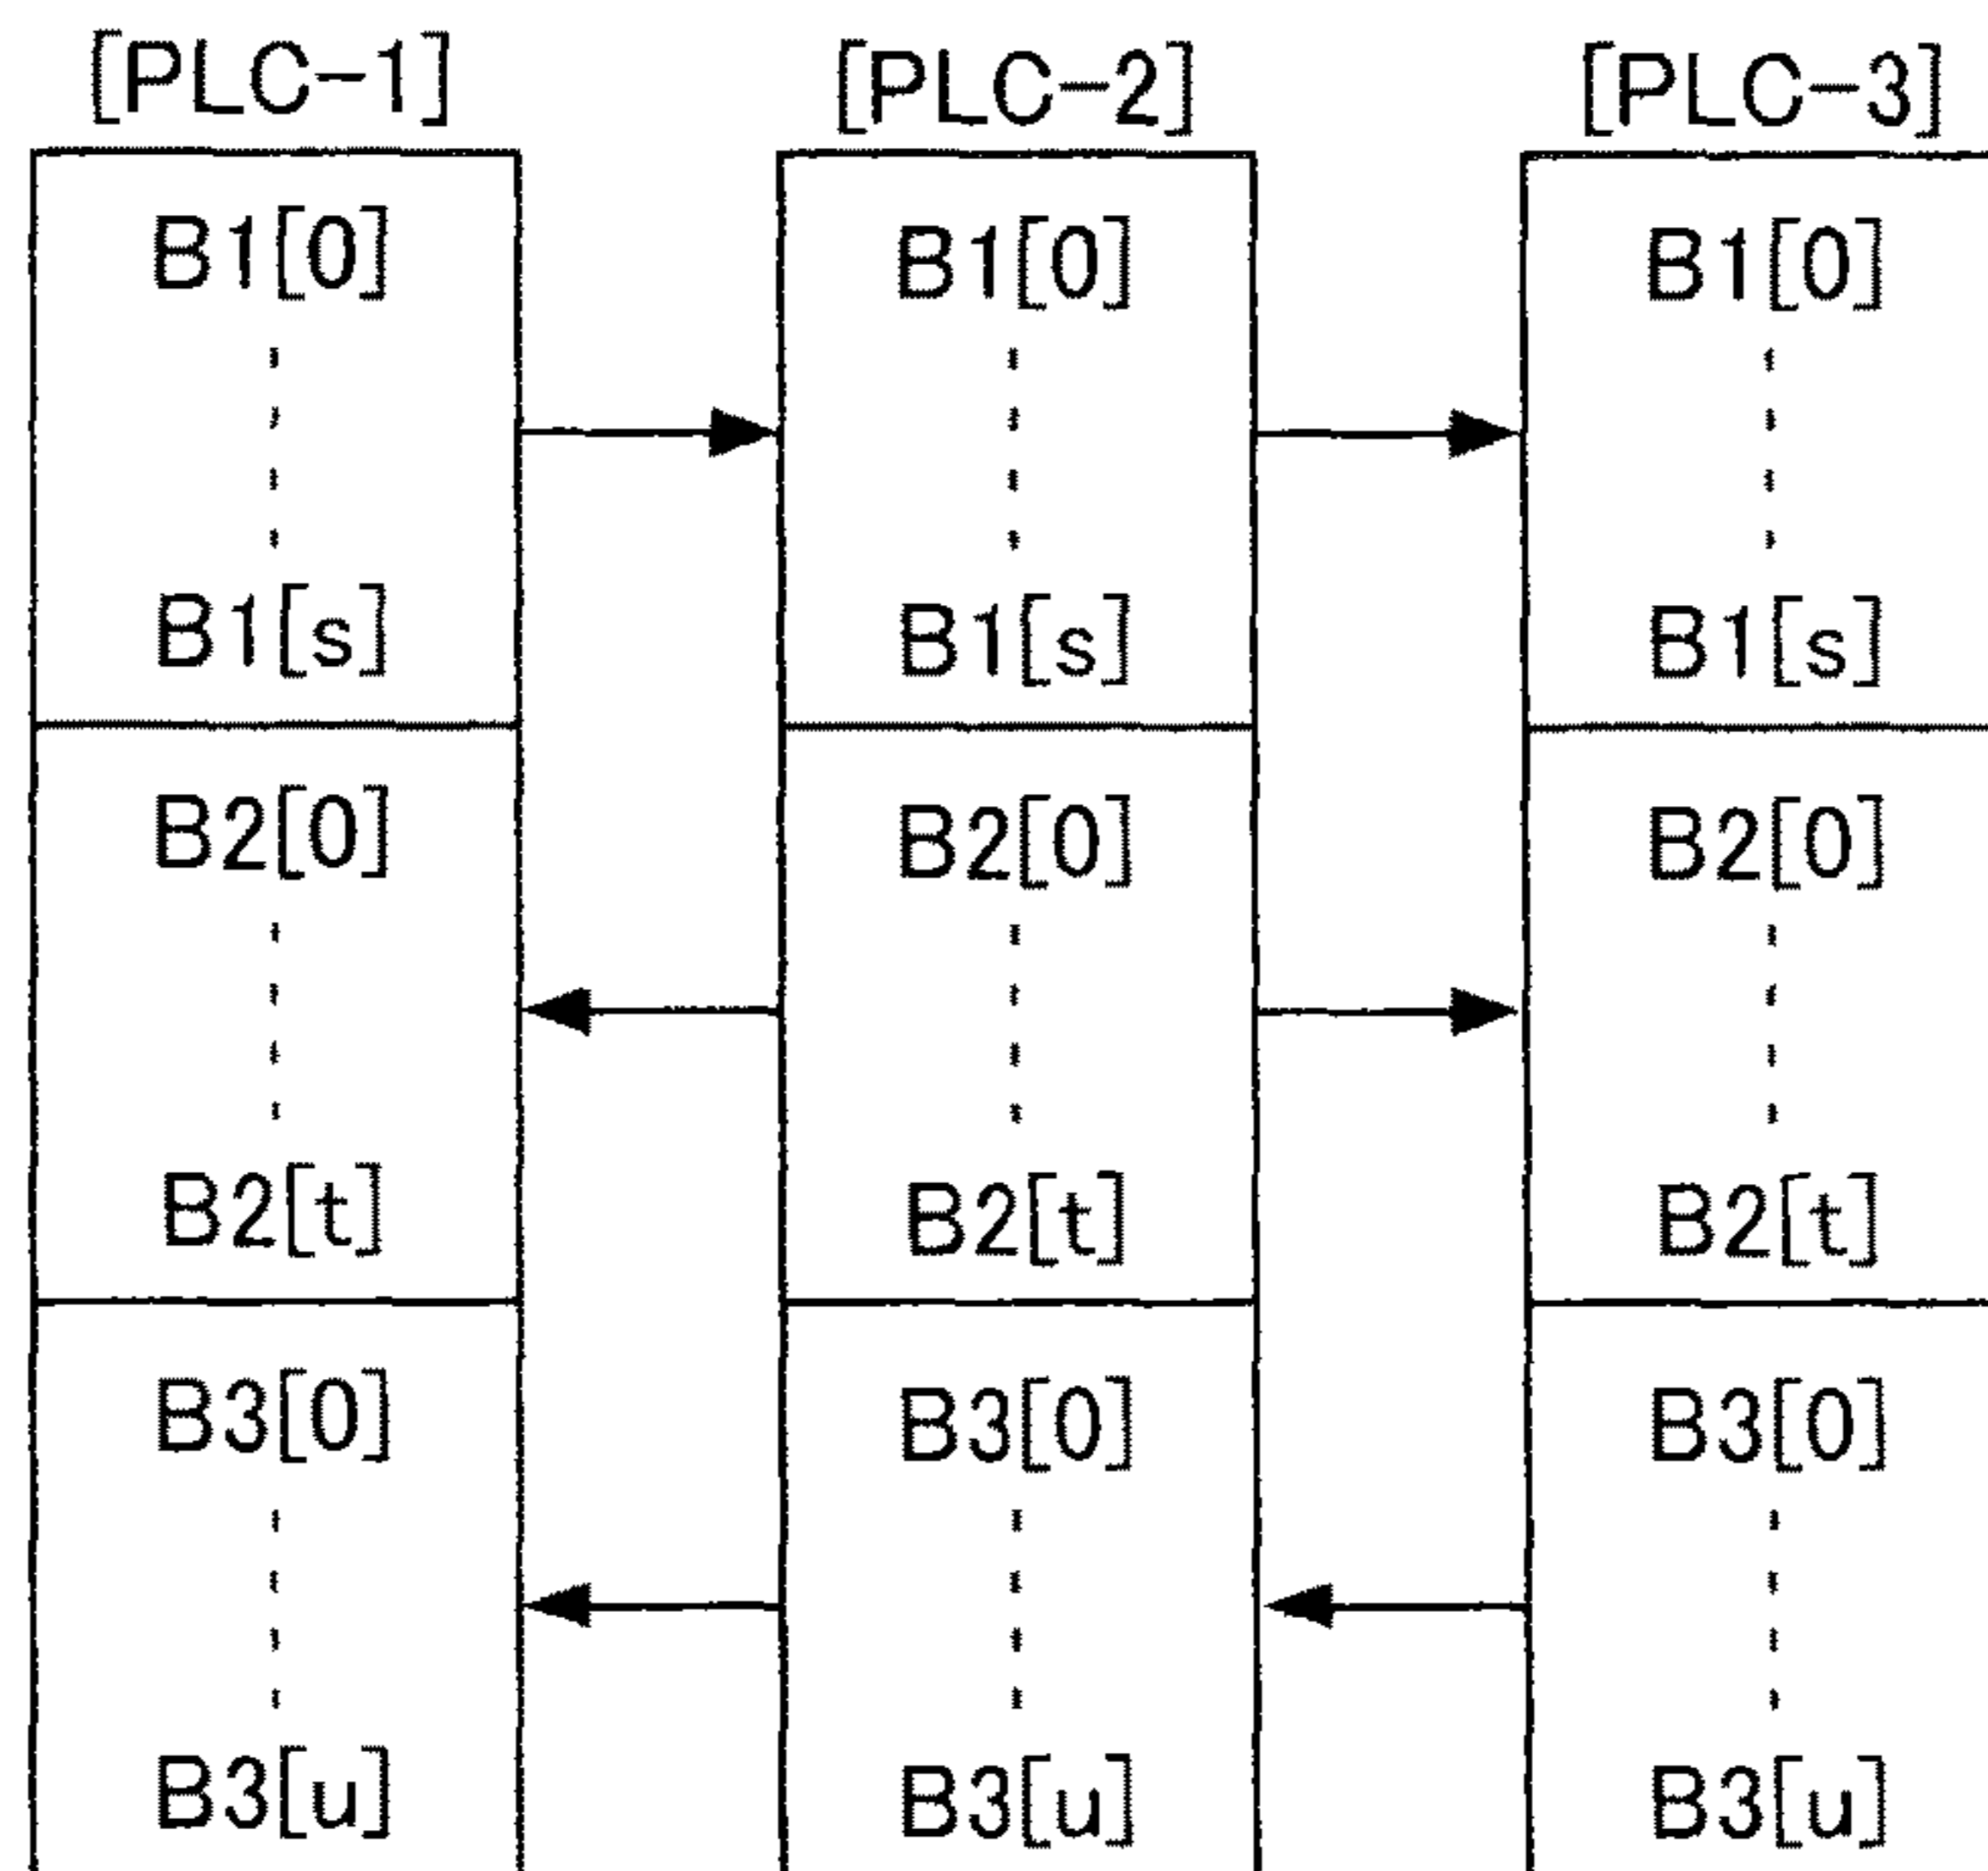 [PLC-1] [PLC-2] [PLC-3]
B1[0] B1[0] B1[0]
B1[s] B1[s] B1[s]
B2[0] B2[0] B2[0]
B2[t] B2[t] B2[t]
B3[0] B3[0] B3[0]
B3[u] B3[u] B3[u]